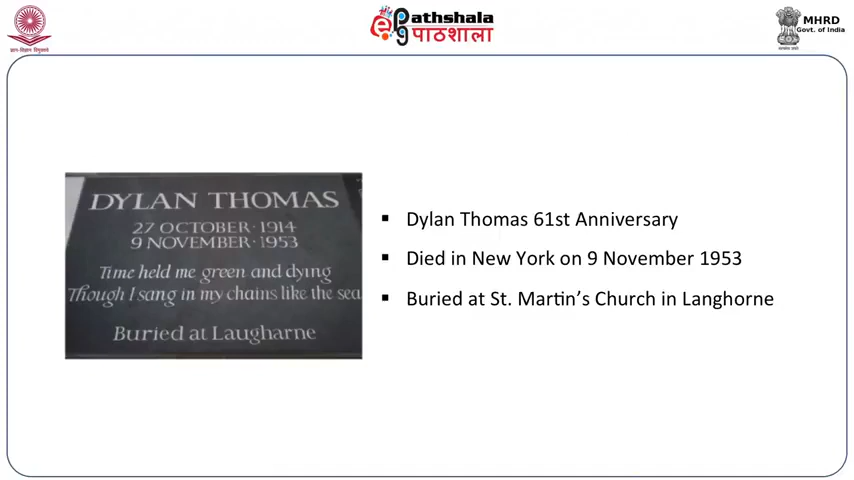 ePathshala
पाठशाला
MHRD
Govt. of India
DYLAN THOMAS
27 OCTOBER · 1914
9 NOVEMBER · 1953
Time held me green and dying
Though I sang in my chains like the sea
Buried at Laugharne
▪ Dylan Thomas 61st Anniversary
▪ Died in New York on 9 November 1953
▪ Buried at St. Martin’s Church in Langhorne